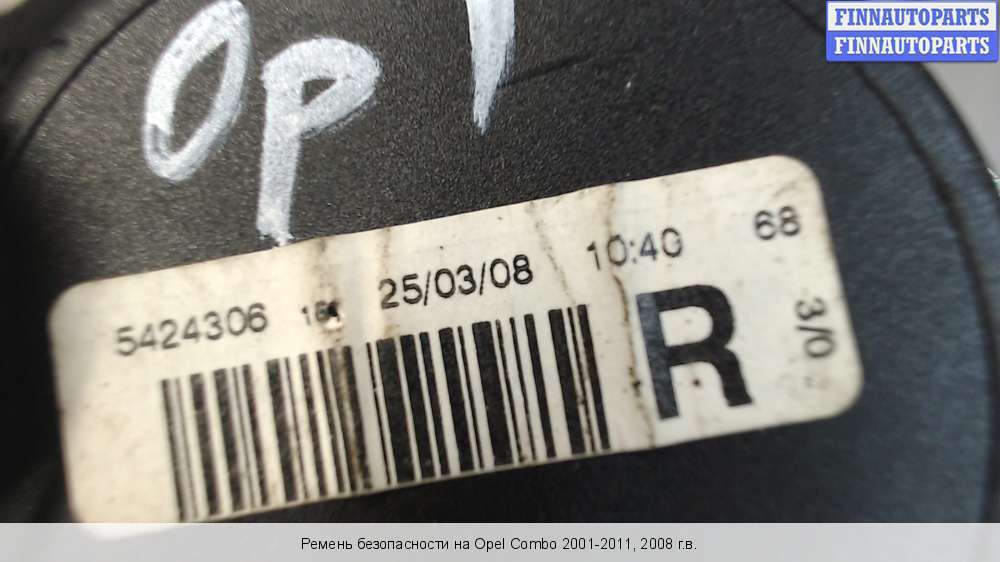 FINNAUTOPARTS
FINNAUTOPARTS
Op 1
5424306 25/03/08 10:40 68
R
3/0
Ремень безопасности на Opel Combo 2001-2011, 2008 г.в.